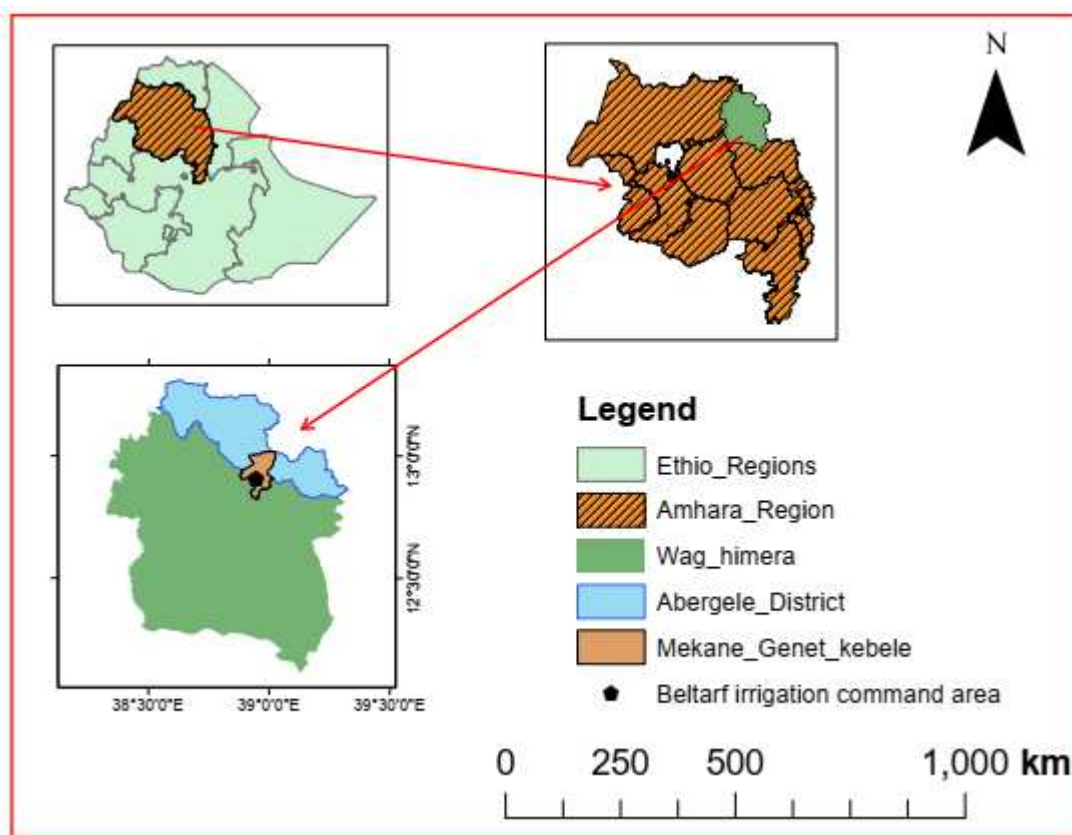 N
13°0'0"N
12°30'0"N
38°30'0"E 39°0'0"E 39°30'0"E
Legend
Ethio_Regions
Amhara_Region
Wag_himera
Abergele_District
Mekane_Genet_kebele
Beltarf irrigation command area
0 250 500 1,000 km